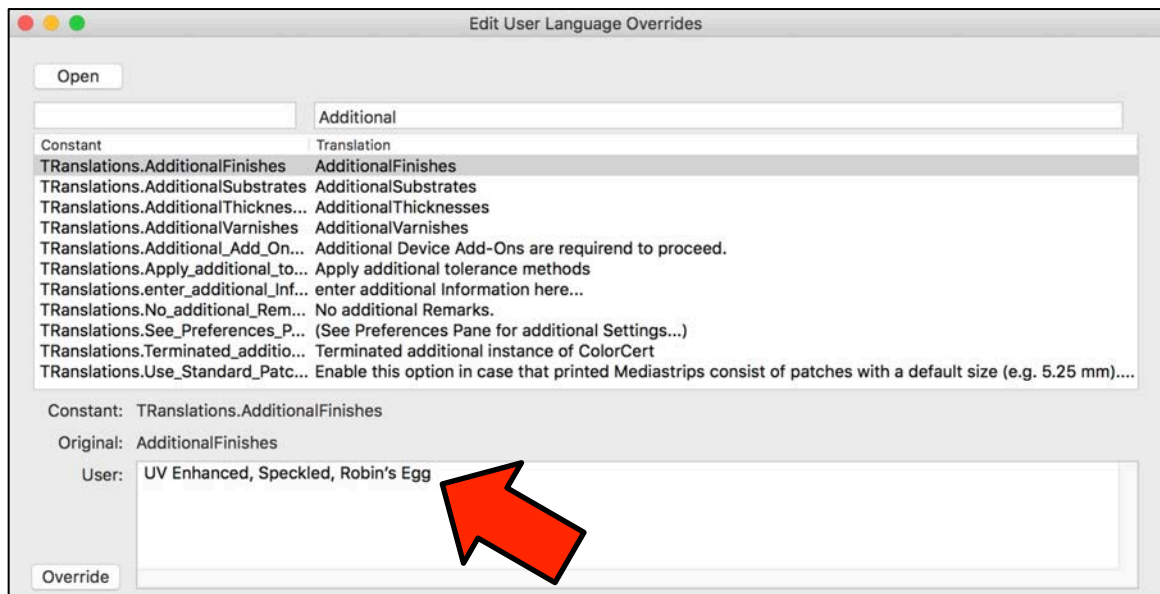 Edit User Language Overrides
Open
Additional
Constant Translation
TRanslations.AdditionalFinishes AdditionalFinishes
TRanslations.AdditionalSubstrates AdditionalSubstrates
TRanslations.AdditionalThicknes... AdditionalThicknesses
TRanslations.AdditionalVarnishes AdditionalVarnishes
TRanslations.Additional_Add_On... Additional Device Add-Ons are requirend to proceed.
TRanslations.Apply_additional_to... Apply additional tolerance methods
TRanslations.enter_additional_Inf... enter additional Information here...
TRanslations.No_additional_Rem... No additional Remarks.
TRanslations.See_Preferences_P... (See Preferences Pane for additional Settings...)
TRanslations.Terminated_additio... Terminated additional instance of ColorCert
TRanslations.Use_Standard_Patc... Enable this option in case that printed Mediastrips consist of patches with a default size (e.g. 5.25 mm)....
Constant: TRanslations.AdditionalFinishes
Original: AdditionalFinishes
User: UV Enhanced, Speckled, Robin’s Egg
Override